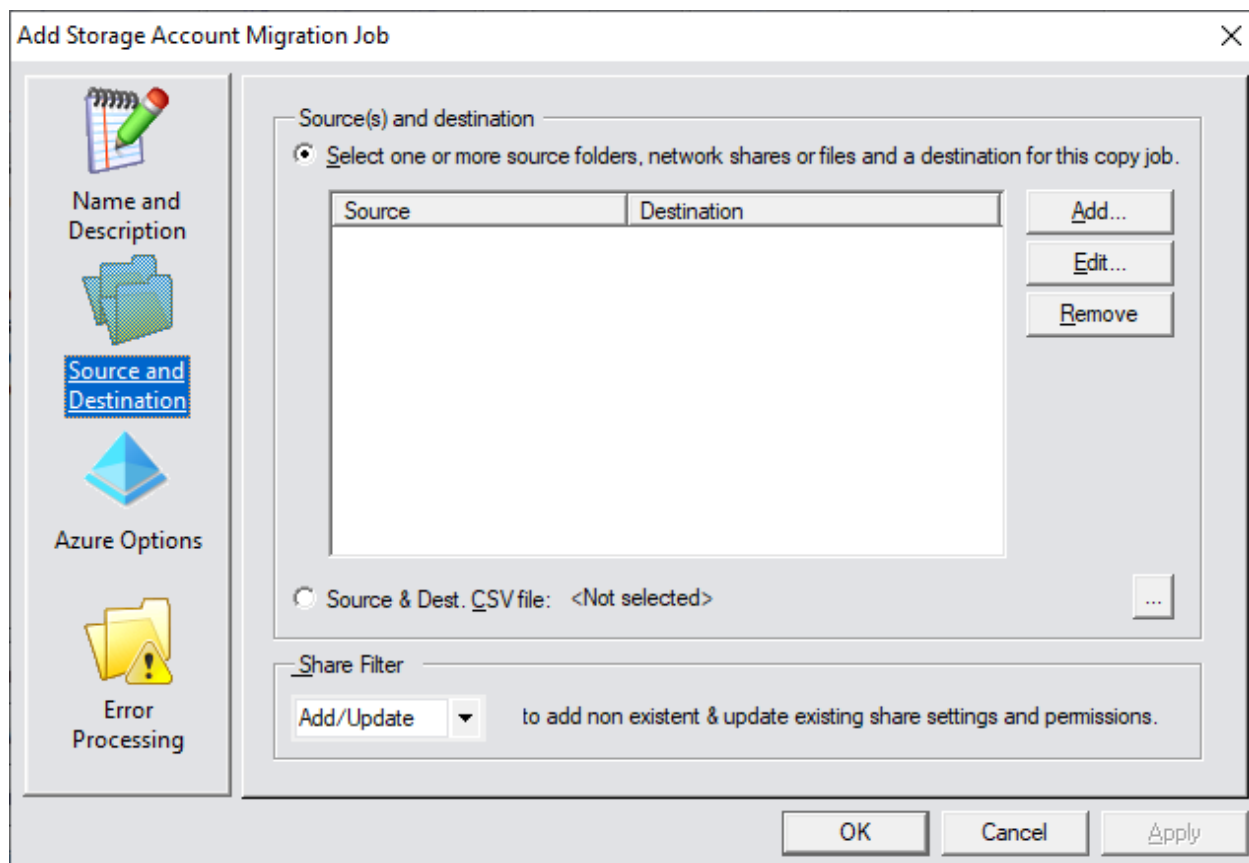 Add Storage Account Migration Job
Name and
Description
Source and
Destination
Azure Options
Error
Processing
Source(s) and destination
Select one or more source folders, network shares or files and a destination for this copy job.
Source Destination
Add...
Edit...
Remove
Source & Dest. CSV file: <Not selected>
...
Share Filter
Add/Update to add non existent & update existing share settings and permissions.
OK Cancel Apply